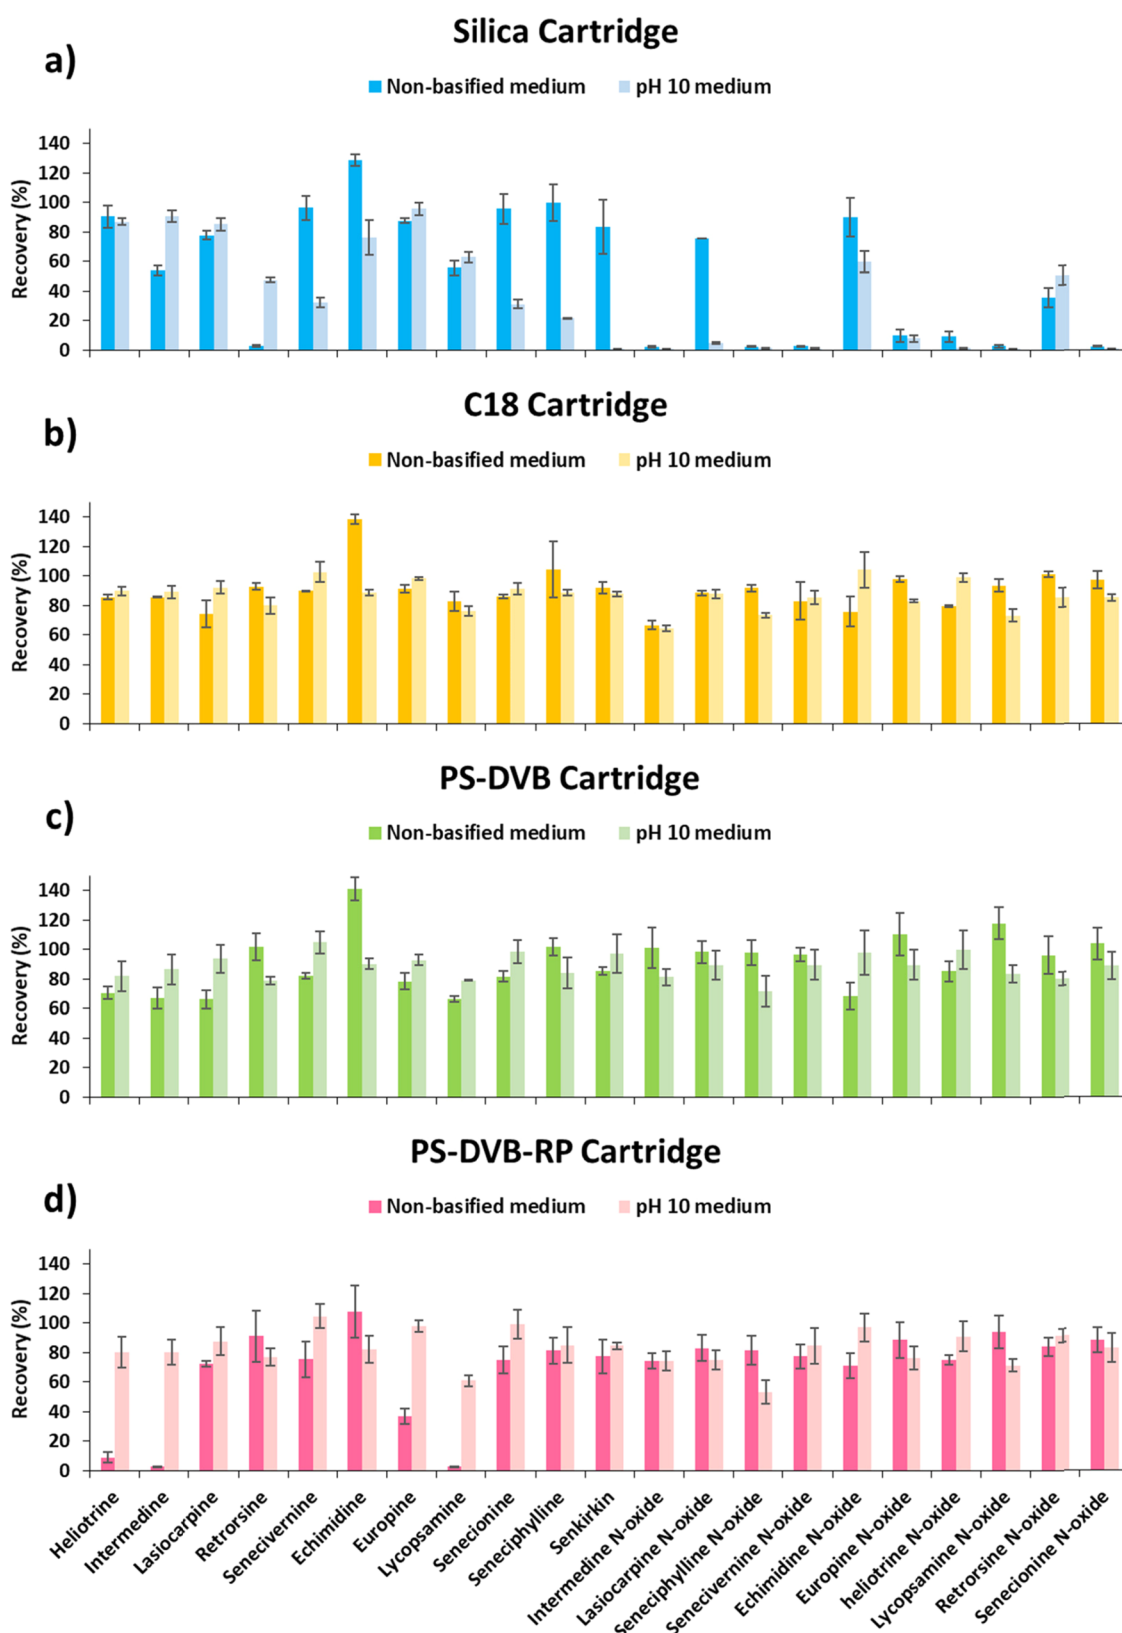 Silica Cartridge
a)
Non-basified medium pH 10 medium
Recovery (%)
140
120
100
80
60
40
20
0
C18 Cartridge
b)
Non-basified medium pH 10 medium
Recovery (%)
140
120
100
80
60
40
20
0
PS-DVB Cartridge
c)
Non-basified medium pH 10 medium
Recovery (%)
140
120
100
80
60
40
20
0
PS-DVB-RP Cartridge
d)
Non-basified medium pH 10 medium
Recovery (%)
140
120
100
80
60
40
20
0
Heliotrine
Intermedine
Lasiocarpine
Retrorsine
Senecivernine
Echimidine
Europine
Lycopsamine
Senecionine
Seneciphylline
Senkirkin
Intermedine N-oxide
Lasiocarpine N-oxide
Seneciphylline N-oxide
Senecivernine N-oxide
Echimidine N-oxide
Europine N-oxide
heliotrine N-oxide
Lycopsamine N-oxide
Retrorsine N-oxide
Senecionine N-oxide